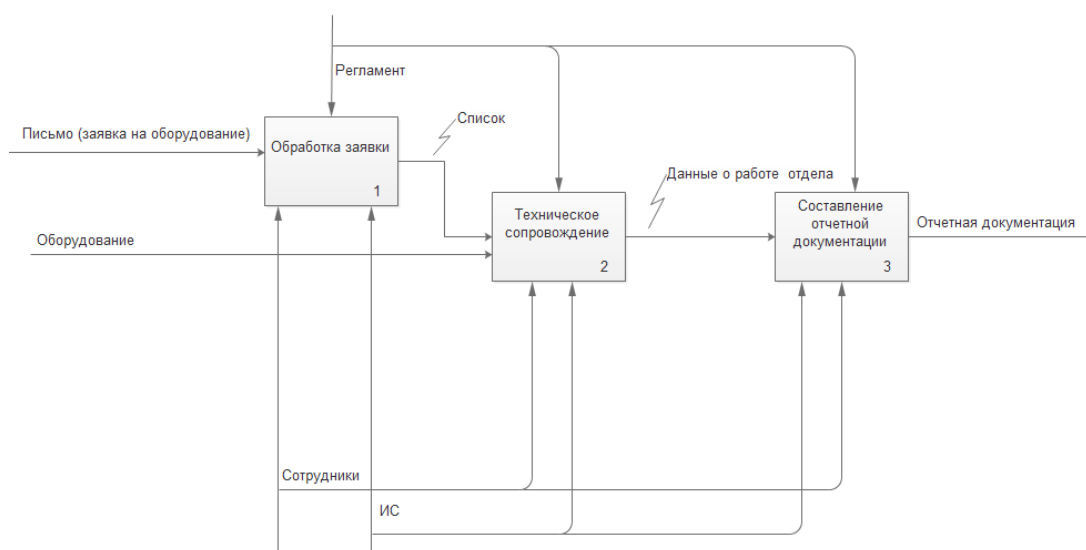 Регламент
Письмо (заявка на оборудование)
Обработка заявки
1
Список
Оборудование
Техническое
сопровождение
2
Данные о работе отдела
Составление
отчетной
документации
3
Отчетная документация
Сотрудники
ИС